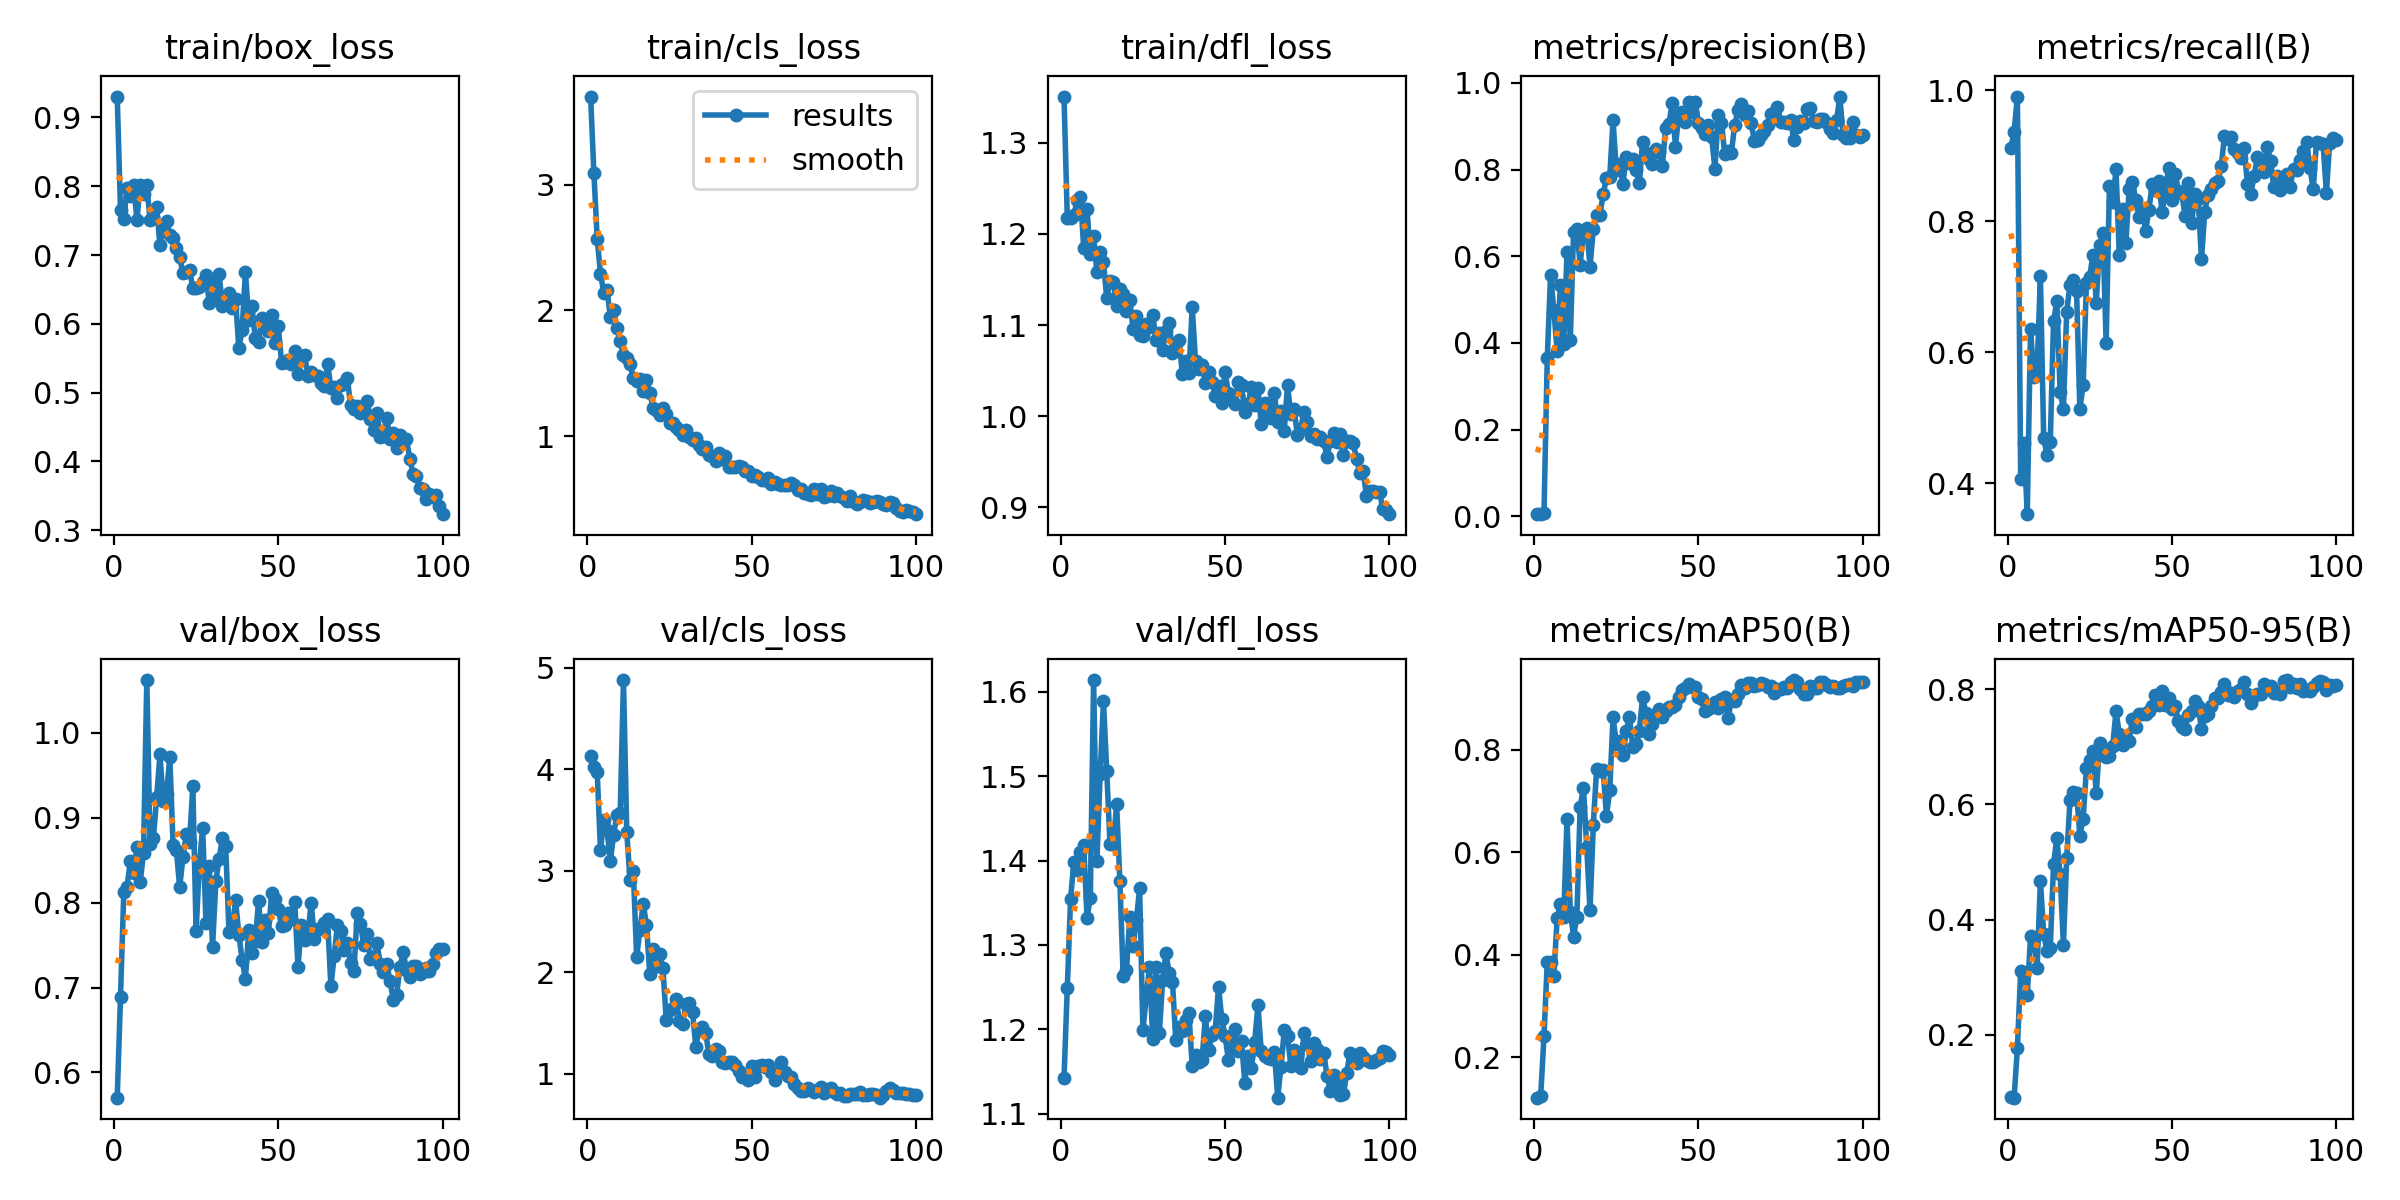 train/box_loss
train/cls_loss
train/dfl_loss
metrics/precision(B)
metrics/recall(B)
0.9
0.8
0.7
0.6
0.5
0.4
0.3
0 50 100
results
smooth
3
2
1
0 50 100
1.3
1.2
1.1
1.0
0.9
0 50 100
1.0
0.8
0.6
0.4
0.2
0.0
0 50 100
1.0
0.8
0.6
0.4
0 50 100
val/box_loss
val/cls_loss
val/dfl_loss
metrics/mAP50(B)
metrics/mAP50-95(B)
1.0
0.9
0.8
0.7
0.6
0 50 100
5
4
3
2
1
0 50 100
1.6
1.5
1.4
1.3
1.2
1.1
0 50 100
0.8
0.6
0.4
0.2
0 50 100
0.8
0.6
0.4
0.2
0 50 100